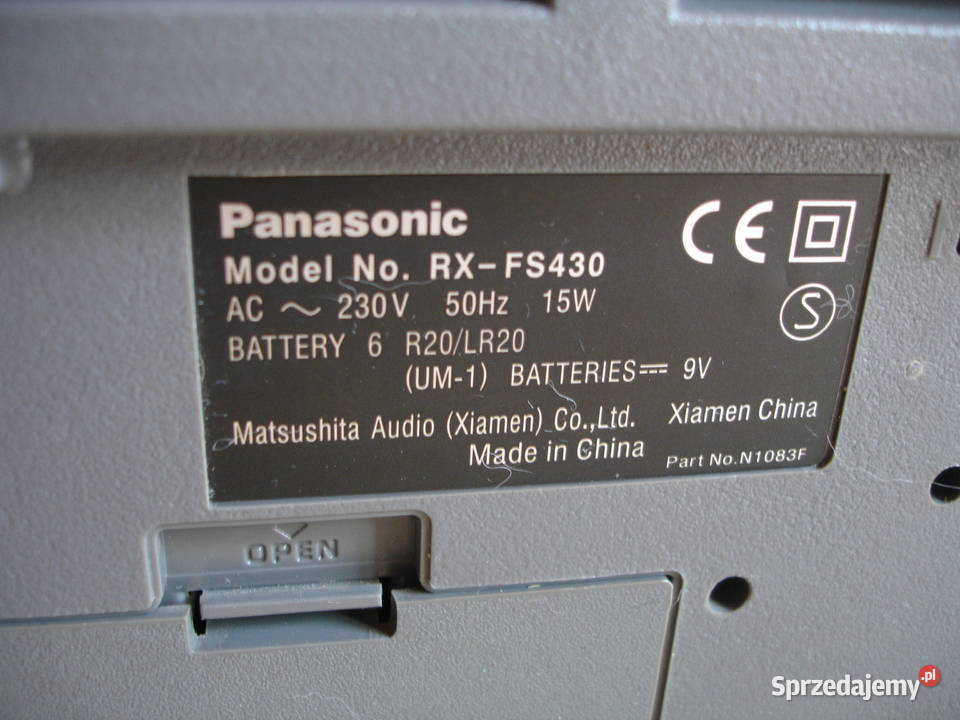 Panasonic
Model No. RX-FS430
AC ~ 230V 50Hz 15W
BATTERY 6 R20/LR20
(UM-1) BATTERIES⎓ 9V
Matsushita Audio (Xiamen) Co.,Ltd. Xiamen China
Made in China
Part No.N1083F
CE
S
OPEN
Sprzedajemy.pl